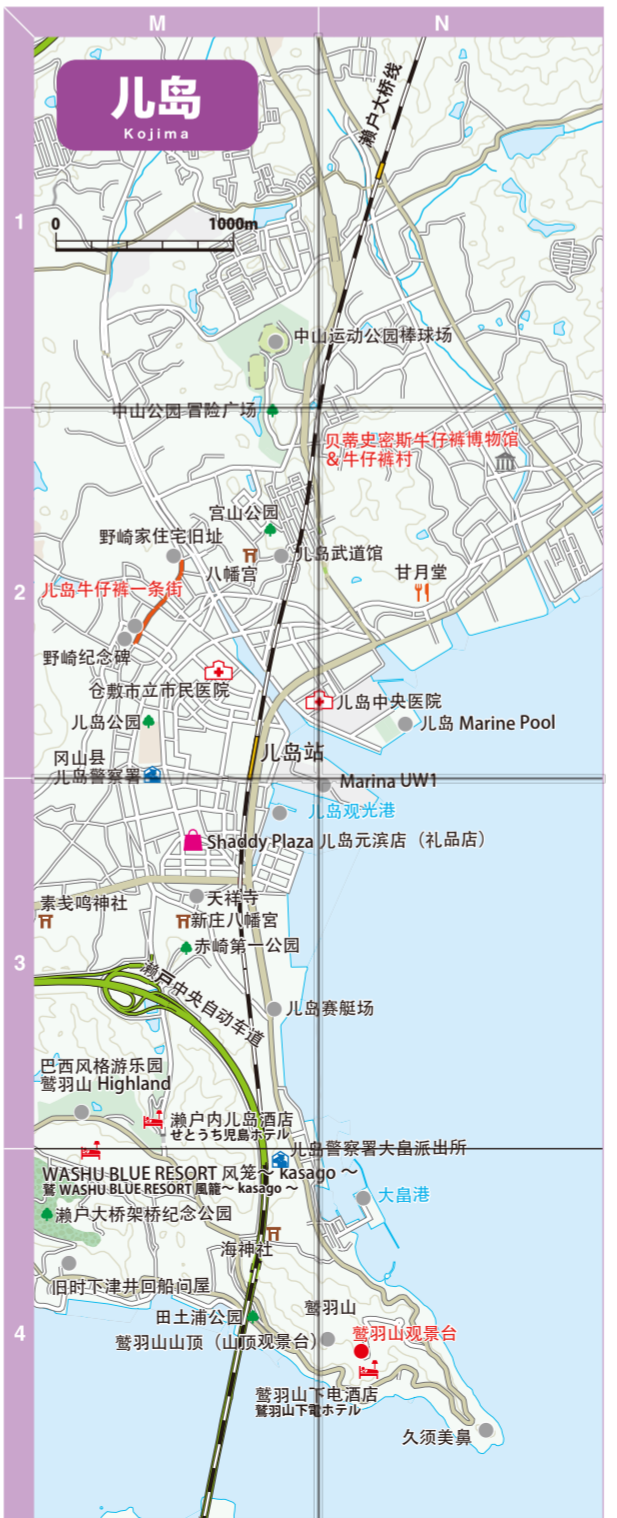 M
N
儿岛
Kojima
濑户大桥线
1
0
1000m
中山运动公园棒球场
中山公园 冒险广场
贝蒂史密斯牛仔裤博物馆
&牛仔裤村
宫山公园
野崎家住宅旧址
八幡宫
儿岛武道馆
甘月堂
2
儿岛牛仔裤一条街
野崎纪念碑
仓敷市立市民医院
儿岛中央医院
儿岛公园
儿岛 Marine Pool
冈山县
儿岛警察署
儿岛站
Marina UW1
儿岛观光港
Shaddy Plaza 儿岛元滨店（礼品店）
素戈鸣神社
天祥寺
新庄八幡宮
赤崎第一公园
3
濑户中央自动车道
儿岛赛艇场
巴西风格游乐园
鹫羽山 Highland
濑户内儿岛酒店
せとうち児島ホテル
儿岛警察署大畠派出所
WASHU BLUE RESORT 风笼～ kasago ～
鷲 WASHU BLUE RESORT 風籠～ kasago ～
大畠港
濑户大桥架桥纪念公园
海神社
旧时下津井回船问屋
田土浦公园
鹫羽山
4
鹫羽山观景台
鹫羽山山顶（山顶观景台）
鹫羽山下电酒店
鷲羽山下電ホテル
久须美鼻